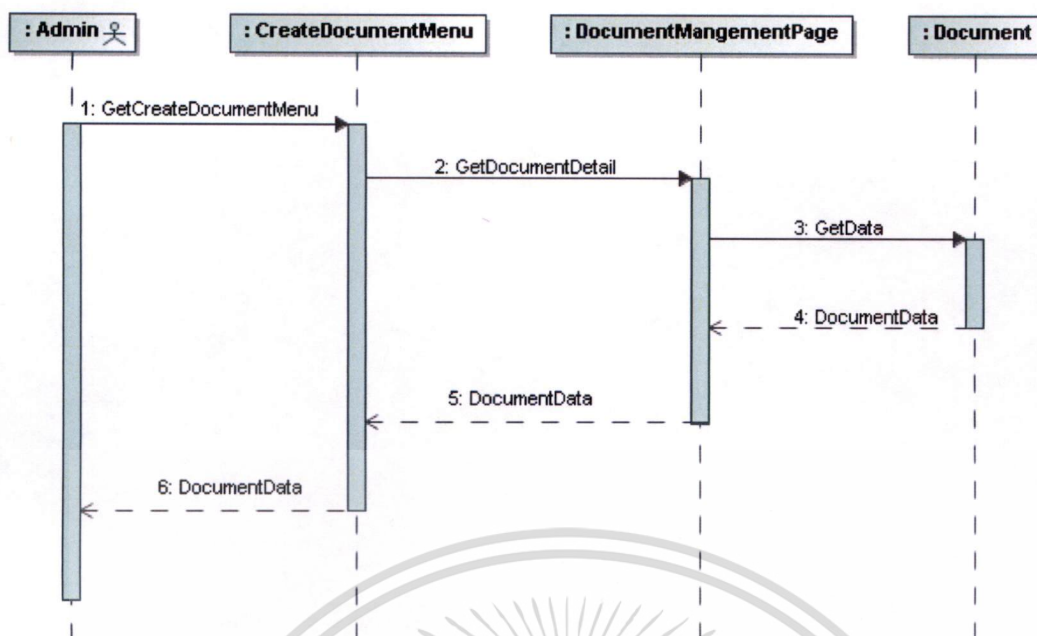 : Admin
: CreateDocumentMenu
: DocumentMangementPage
: Document
1: GetCreateDocumentMenu
2: GetDocumentDetail
3: GetData
4: DocumentData
5: DocumentData
6: DocumentData